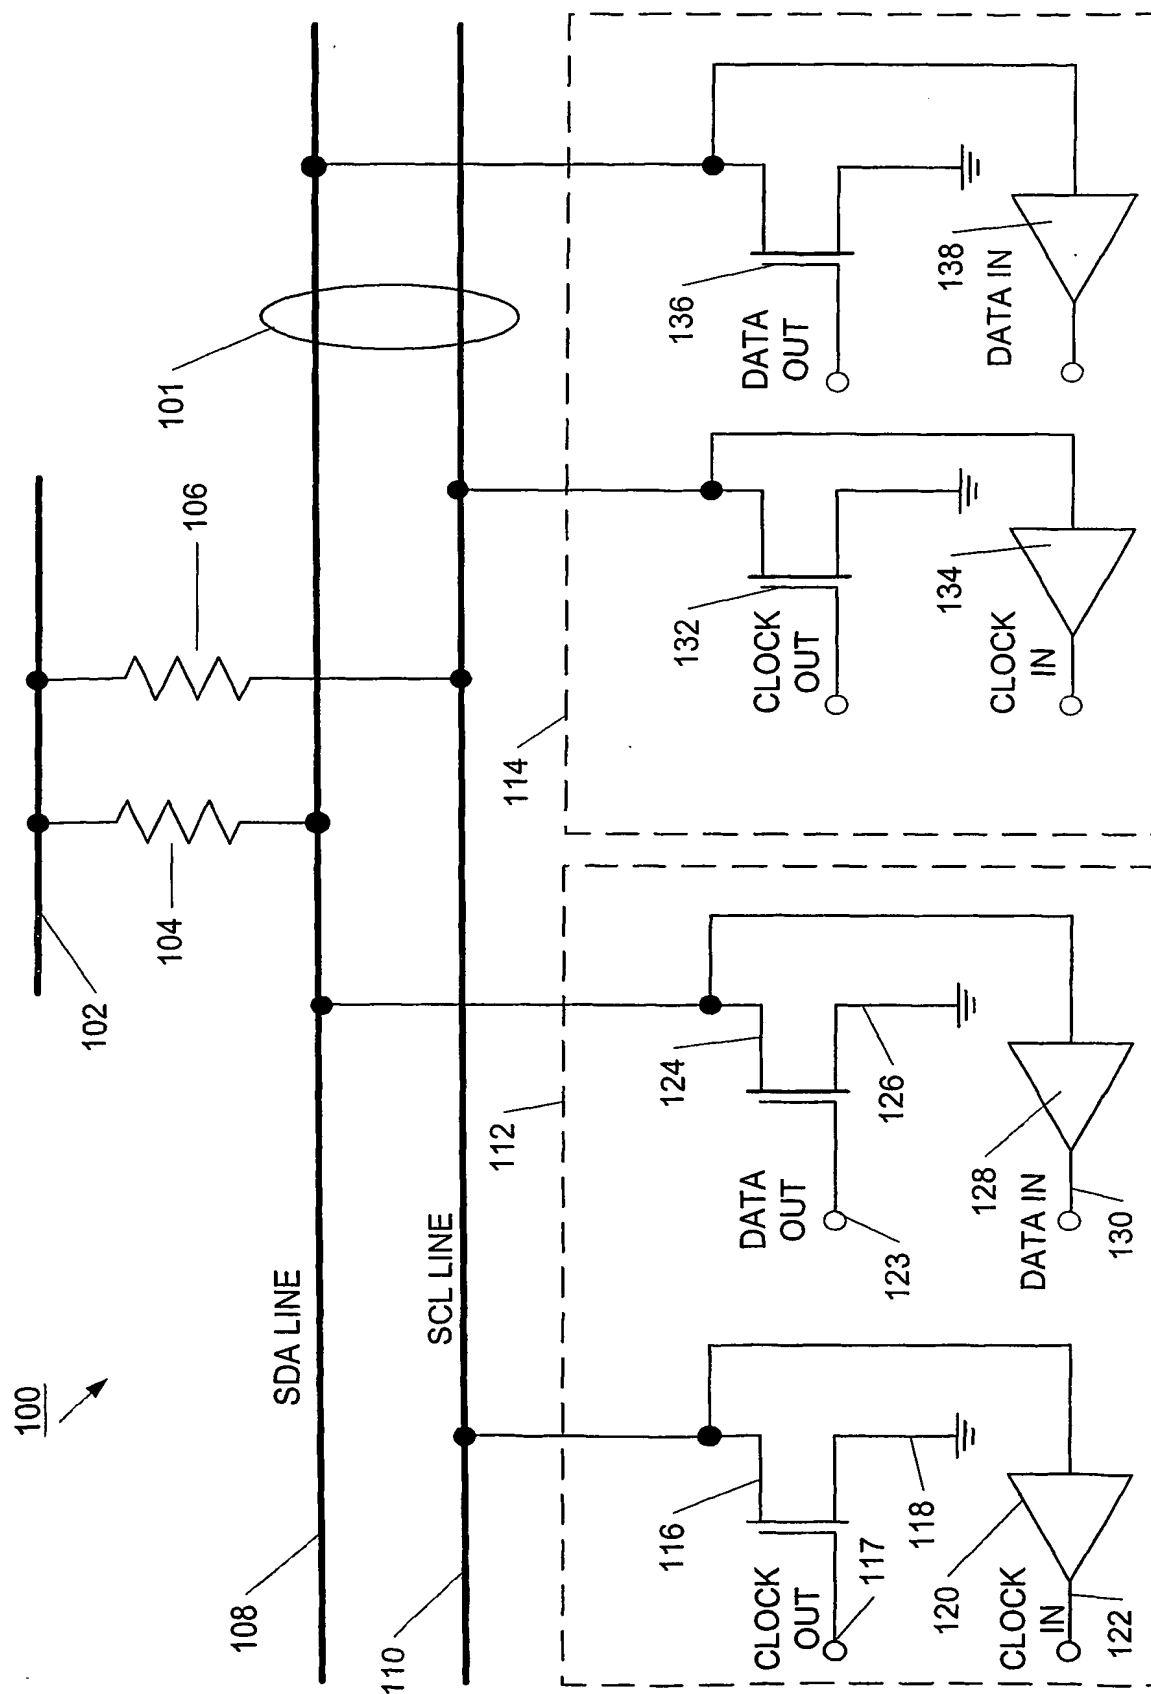 100
102
104
106
101
108
SDA LINE
110
SCL LINE
112
114
116
CLOCK
OUT
117
118
120
CLOCK
IN
122
124
DATA
OUT
123
126
128
DATA IN
130
132
CLOCK
OUT
134
CLOCK
IN
136
DATA
OUT
138
DATA IN